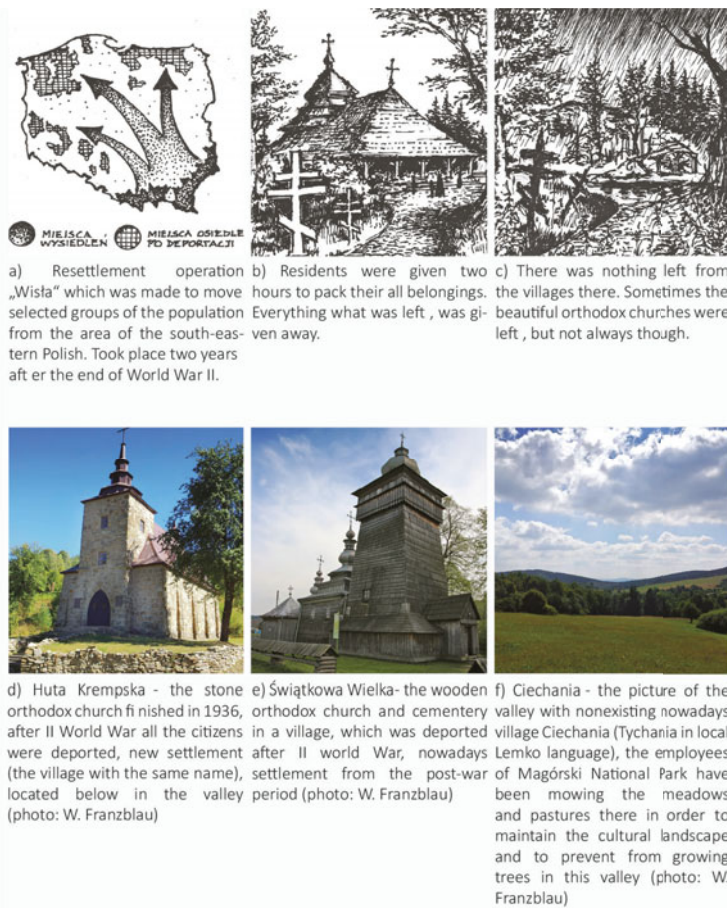 MIEJSCA WYSIEDLEŃ
MIEJSCA OSIEDLE PO DEPORTACJI
a) Resettlement operation
„Wisła“ which was made to move
selected groups of the population
from the area of the south-eas-
tern Polish. Took place two years
aft er the end of World War II.
b) Residents were given two
hours to pack their all belongings.
Everything what was left , was gi-
ven away.
c) There was nothing left from
the villages there. Sometimes the
beautiful orthodox churches were
left , but not always though.
d) Huta Krempska - the stone
orthodox church fi nished in 1936,
after II World War all the citizens
were deported, new settlement
(the village with the same name),
located below in the valley
(photo: W. Franzblau)
e) Świątkowa Wielka- the wooden
orthodox church and cementery
in a village, which was deported
after II world War, nowadays
settlement from the post-war
period (photo: W. Franzblau)
f) Ciechania - the picture of the
valley with nonexisting nowadays
village Ciechania (Tychania in local
Lemko language), the employees
of Magórski National Park have
been mowing the meadows
and pastures there in order to
maintain the cultural landscape
and to prevent from growing
trees in this valley (photo: W.
Franzblau)